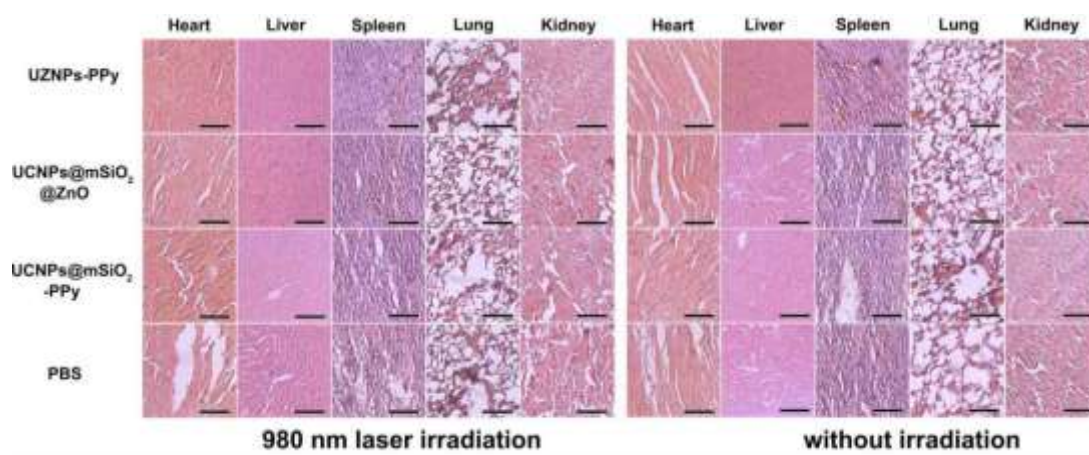 Heart Liver Spleen Lung Kidney Heart Liver Spleen Lung Kidney
UZNPs-PPy
UCNPs@mSiO₂
@ZnO
UCNPs@mSiO₂
-PPy
PBS
980 nm laser irradiation without irradiation